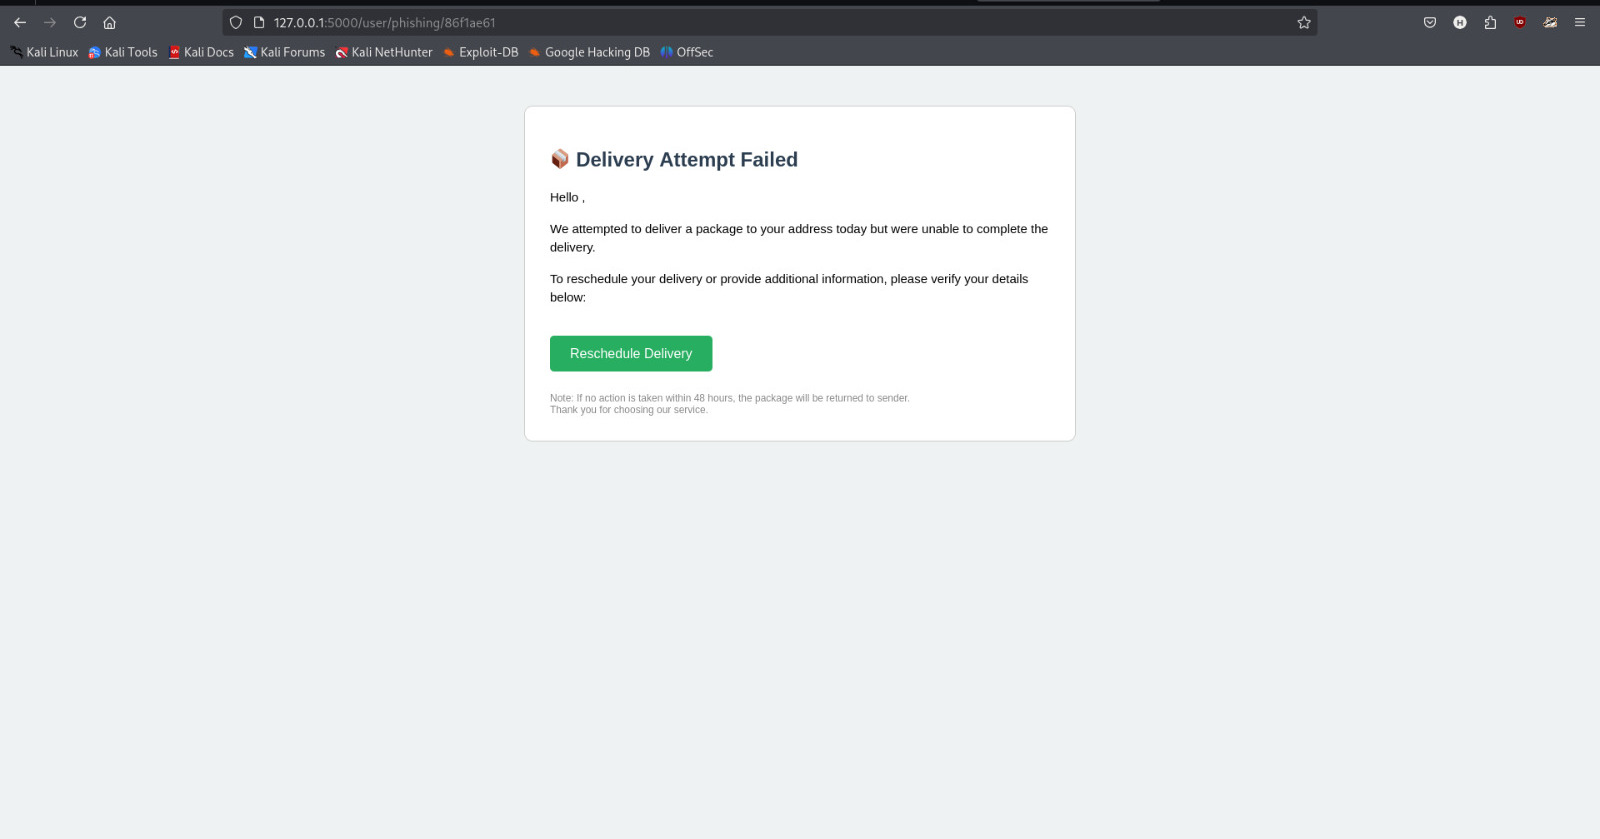 127.0.0.1:5000/user/phishing/86f1ae61
Kali Linux Kali Tools Kali Docs Kali Forums Kali NetHunter Exploit-DB Google Hacking DB OffSec
📦 Delivery Attempt Failed
Hello ,
We attempted to deliver a package to your address today but were unable to complete the
delivery.
To reschedule your delivery or provide additional information, please verify your details
below:
Reschedule Delivery
Note: If no action is taken within 48 hours, the package will be returned to sender.
Thank you for choosing our service.